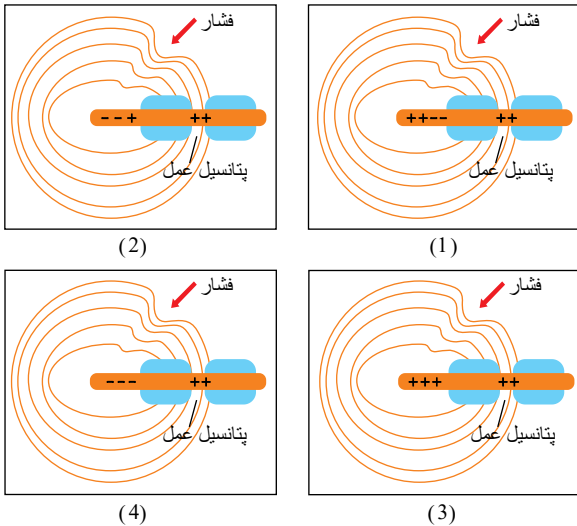 فشار
++-- ++
پتانسیل عمل
(1)
فشار
--+ ++
پتانسیل عمل
(2)
فشار
+++ ++
پتانسیل عمل
(3)
فشار
--- ++
پتانسیل عمل
(4)